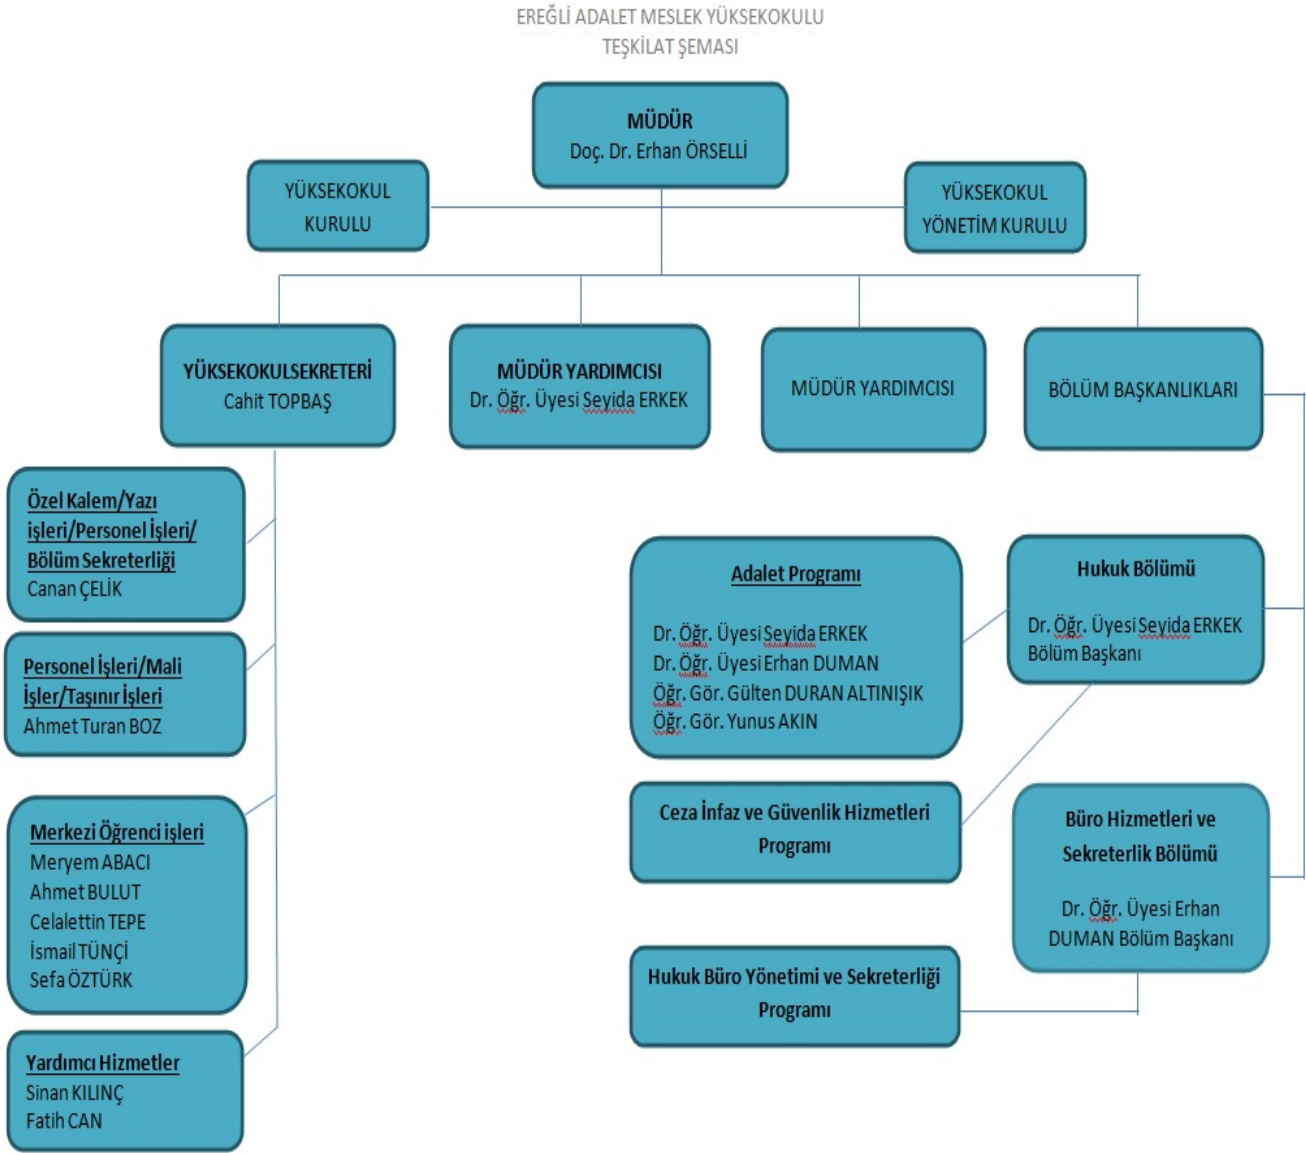 EREĞLİ ADALET MESLEK YÜKSEKOKULU
TEŞKİLAT ŞEMASI
MÜDÜR
Doç. Dr. Erhan ÖRSELLİ
YÜKSEKOKUL
KURULU
YÜKSEKOKUL
YÖNETİM KURULU
YÜKSEKOKULSEKRETERİ
Cahit TOPBAŞ
MÜDÜR YARDIMCISI
Dr. Öğr. Üyesi Seyida ERKEK
MÜDÜR YARDIMCISI
BÖLÜM BAŞKANLIKLARI
Özel Kalem/Yazı
işleri/Personel İşleri/
Bölüm Sekreterliği
Canan ÇELİK
Personel İşleri/Mali
İşler/Taşınır İşleri
Ahmet Turan BOZ
Merkezi Öğrenci işleri
Meryem ABACI
Ahmet BULUT
Celalettin TEPE
İsmail TÜNÇİ
Sefa ÖZTÜRK
Yardımcı Hizmetler
Sinan KILINÇ
Fatih CAN
Adalet Programı
Dr. Öğr. Üyesi Seyida ERKEK
Dr. Öğr. Üyesi Erhan DUMAN
Öğr. Gör. Gülten DURAN ALTINIŞIK
Öğr. Gör. Yunus AKIN
Hukuk Bölümü
Dr. Öğr. Üyesi Seyida ERKEK
Bölüm Başkanı
Ceza İnfaz ve Güvenlik Hizmetleri
Programı
Büro Hizmetleri ve
Sekreterlik Bölümü
Dr. Öğr. Üyesi Erhan
DUMAN Bölüm Başkanı
Hukuk Büro Yönetimi ve Sekreterliği
Programı